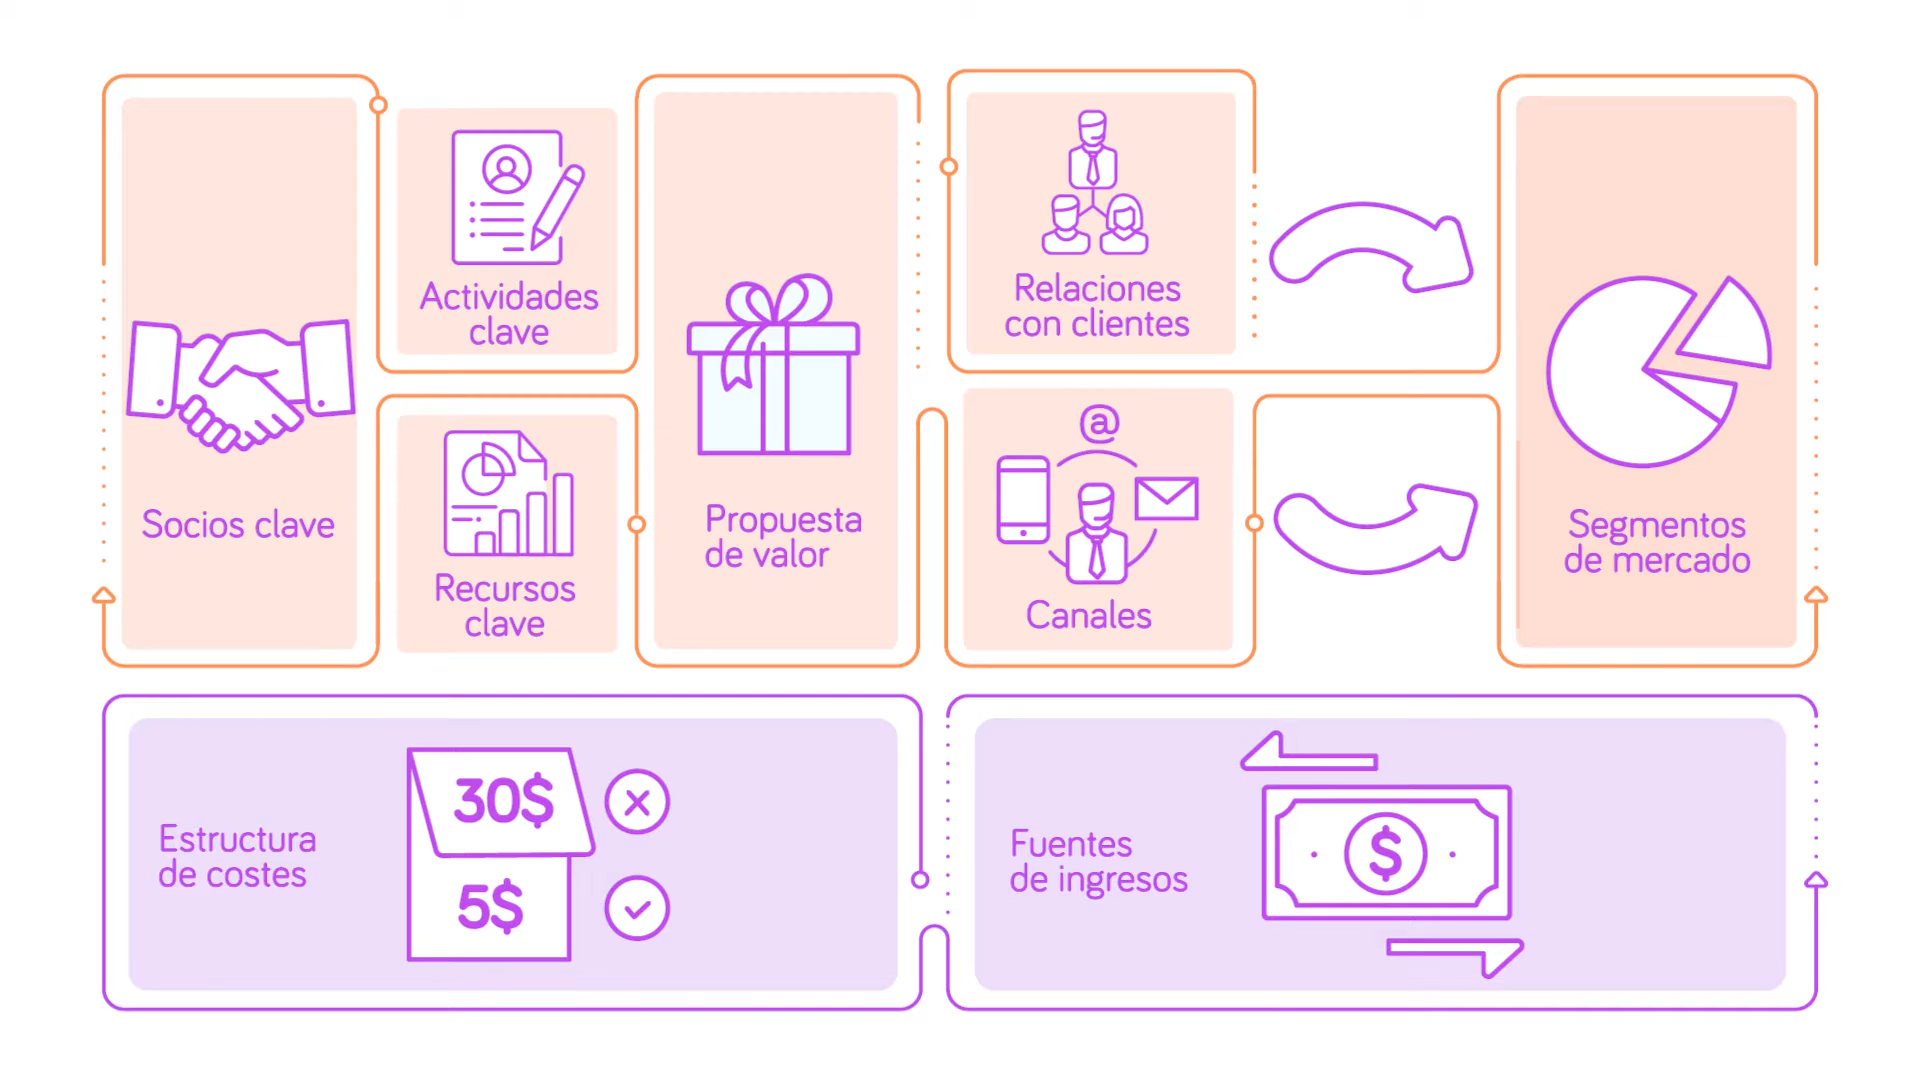 Socios clave
Actividades
clave
Recursos
clave
Propuesta
de valor
Relaciones
con clientes
@
Canales
Segmentos
de mercado
Estructura
de costes
30$
5$
Fuentes
de ingresos
$